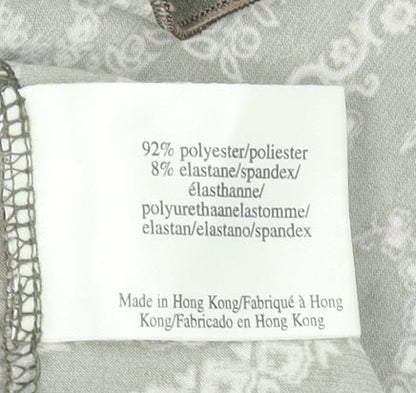 92% polyester/poliester
8% elastane/spandex/
élasthanne/
polyurethaanelastomme/
elastan/elastano/spandex
Made in Hong Kong/Fabriqué à Hong
Kong/Fabricado en Hong Kong